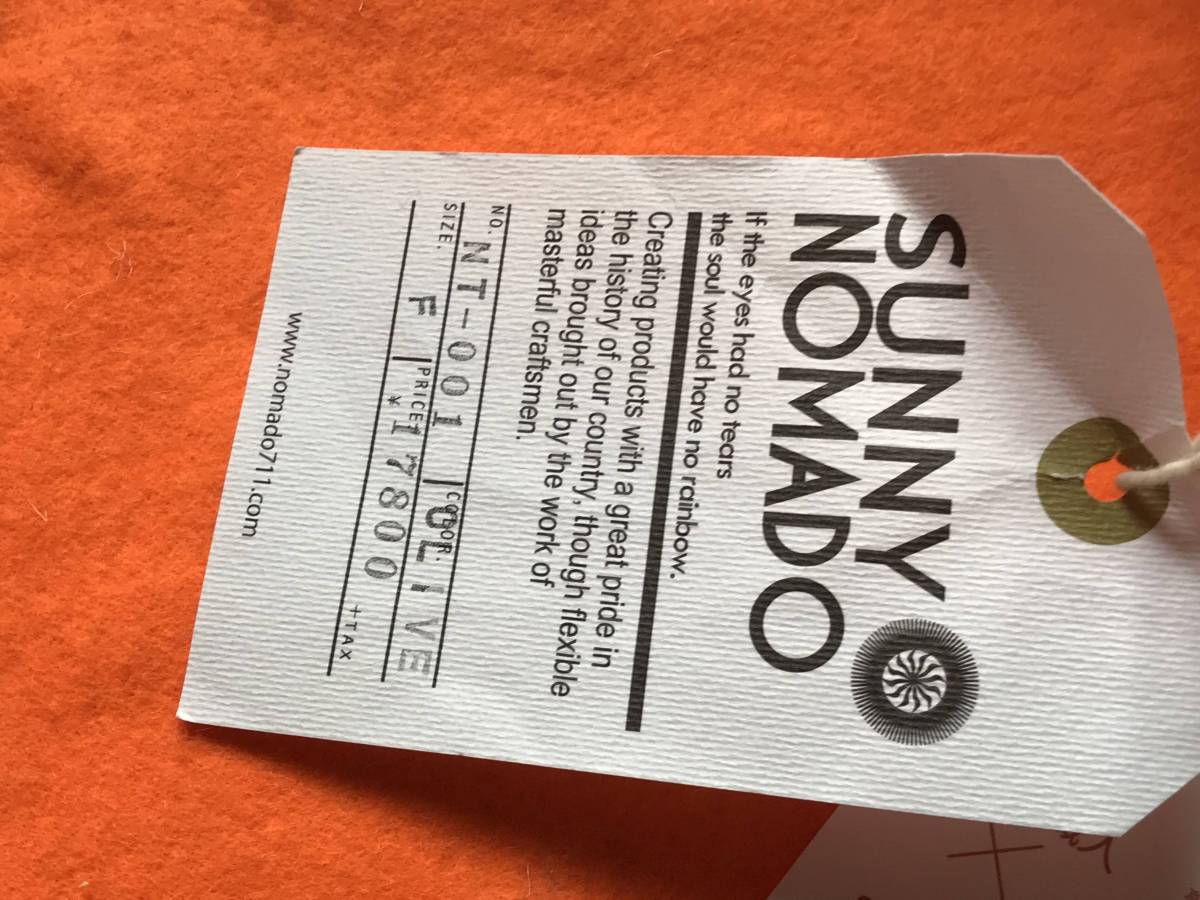 SUNNY
NOMADO
If the eyes had no tears
the soul would have no rainbow.
Creating products with a great pride in
the history of our country, though flexible
ideas brought out by the work of
masterful craftsmen.
NO. NT-001 COLOR. OLIVE
SIZE. F PRICE ¥17800 +TAX
www.nomado711.com